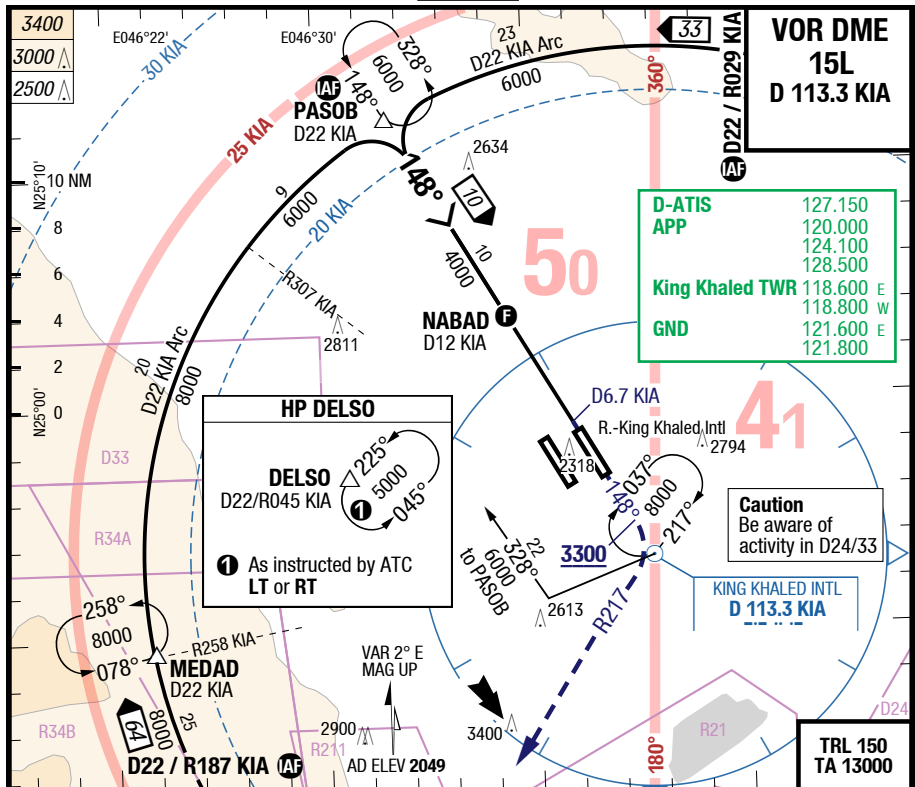 3400
3000
2500
E046°22'
E046°30'
30 KIA
25 KIA
20 KIA
328°
6000
148°
IAF
PASOB
D22 KIA
23
D22 KIA Arc
6000
33
360°
D22 / R029 KIA
IAF
VOR DME
15L
D 113.3 KIA
N25°10'
10 NM
8
6
4
2
0
N25°00'
9
6000
148°
2634
10
10
4000
50
D-ATIS 127.150
APP 120.000
124.100
128.500
King Khaled TWR 118.600 E
118.800 W
GND 121.600 E
121.800
R307 KIA
2811
NABAD
D12 KIA
F
20
D22 KIA Arc
8000
D6.7 KIA
R.-King Khaled Intl
2794
41
2318
HP DELSO
DELSO
D22/R045 KIA
225°
5000
045°
1
1 As instructed by ATC
LT or RT
D33
R34A
037°
8000
217°
148°
3300
Caution
Be aware of
activity in D24/33
22
328°
6000
to PASOB
2613
R217
KING KHALED INTL
D 113.3 KIA
258°
8000
078°
R258 KIA
MEDAD
D22 KIA
VAR 2° E
MAG UP
64
8000
25
R34B
2900
R211
3400
R21
D24
180°
D22 / R187 KIA IAF
AD ELEV 2049
TRL 150
TA 13000